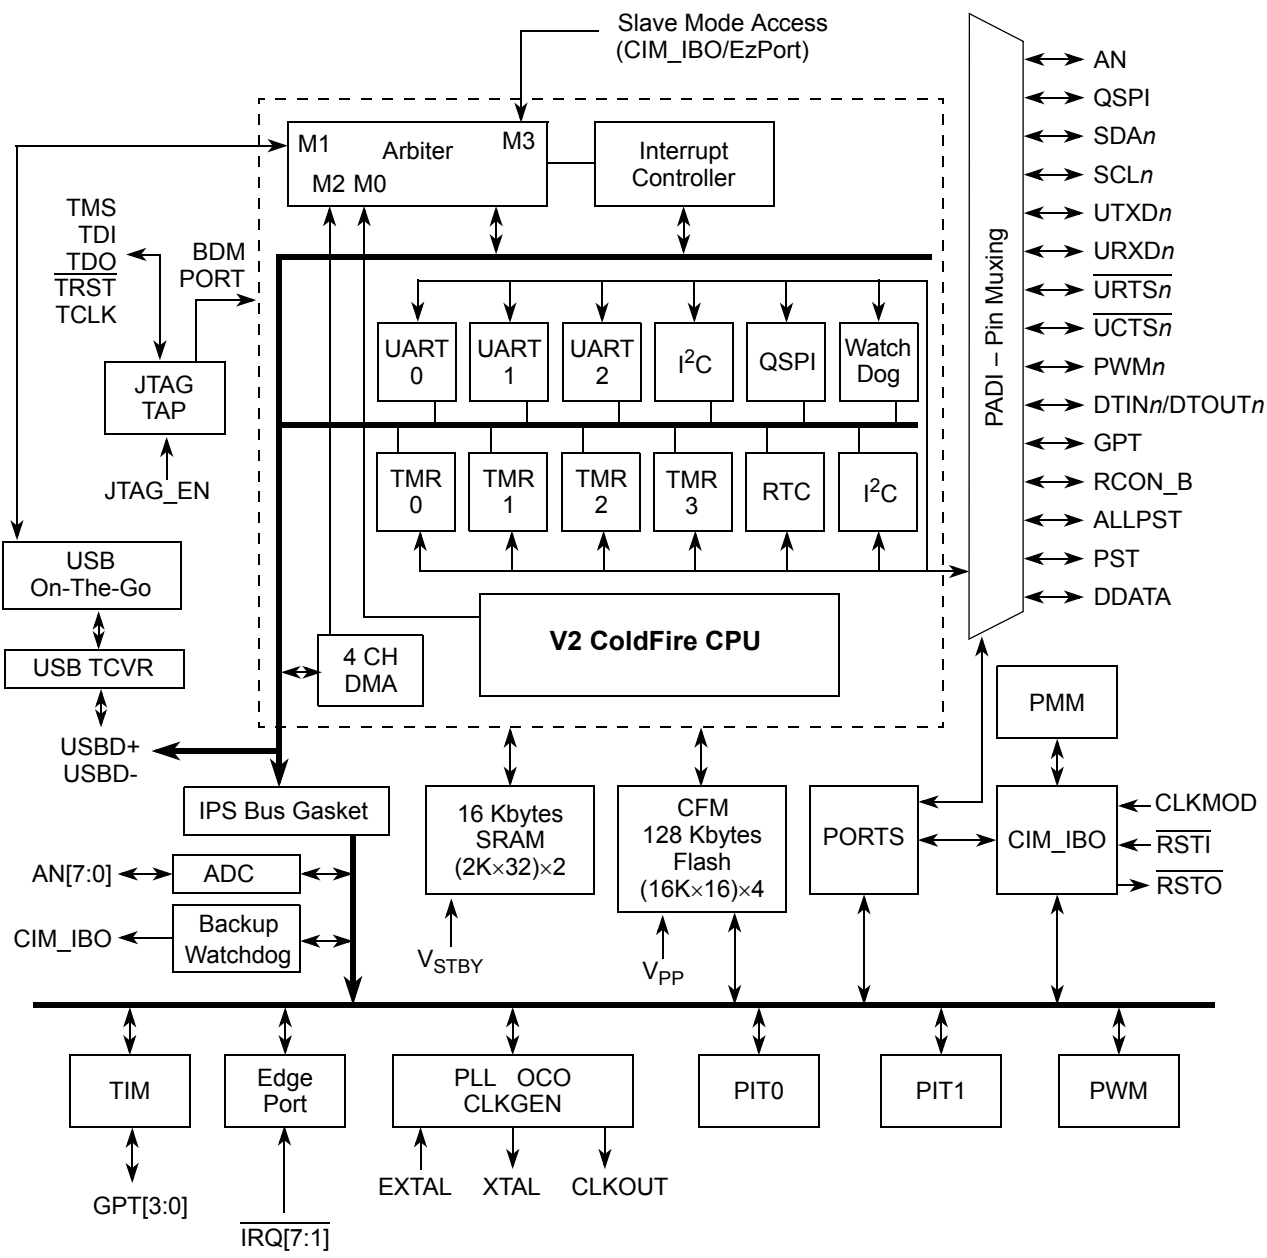 Slave Mode Access
(CIM_IBO/EzPort)
M1
Arbiter
M3
M2 M0
Interrupt
Controller
TMS
TDI
TDO
TRST
TCLK
BDM
PORT
JTAG
TAP
JTAG_EN
UART
0
UART
1
UART
2
I²C
QSPI
Watch
Dog
TMR
0
TMR
1
TMR
2
TMR
3
RTC
I²C
V2 ColdFire CPU
4 CH
DMA
USB
On-The-Go
USB TCVR
USBD+
USBD-
PADI – Pin Muxing
AN
QSPI
SDAn
SCLn
UTXDn
URXDn
URTSn
UCTSn
PWMn
DTINn/DTOUTn
GPT
RCON_B
ALLPST
PST
DDATA
PMM
IPS Bus Gasket
16 Kbytes
SRAM
(2K×32)×2
CFM
128 Kbytes
Flash
(16K×16)×4
PORTS
CIM_IBO
CLKMOD
RSTI
RSTO
AN[7:0]
ADC
CIM_IBO
Backup
Watchdog
VSTBY
VPP
TIM
Edge
Port
PLL OCO
CLKGEN
PIT0
PIT1
PWM
GPT[3:0]
IRQ[7:1]
EXTAL
XTAL
CLKOUT